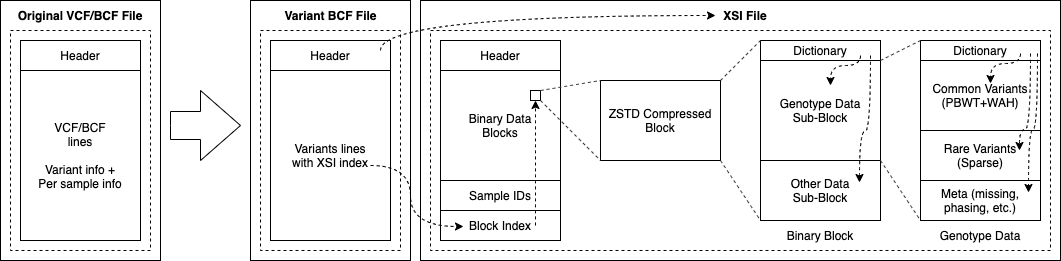 Original VCF/BCF File
Header
VCF/BCF
lines
Variant info +
Per sample info
Variant BCF File
Header
Variants lines
with XSI index
XSI File
Header
Binary Data
Blocks
Sample IDs
Block Index
ZSTD Compressed
Block
Dictionary
Genotype Data
Sub-Block
Other Data
Sub-Block
Binary Block
Dictionary
Common Variants
(PBWT+WAH)
Rare Variants
(Sparse)
Meta (missing,
phasing, etc.)
Genotype Data